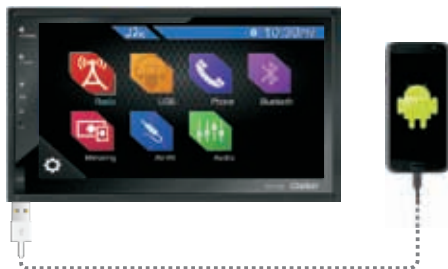 10:30PM
Radio
USB
Phone
Bluetooth
Mirroring
AV-IN
Audio
Clarion